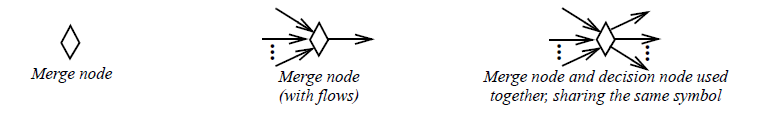 Merge node
Merge node
(with flows)
Merge node and decision node used
together, sharing the same symbol